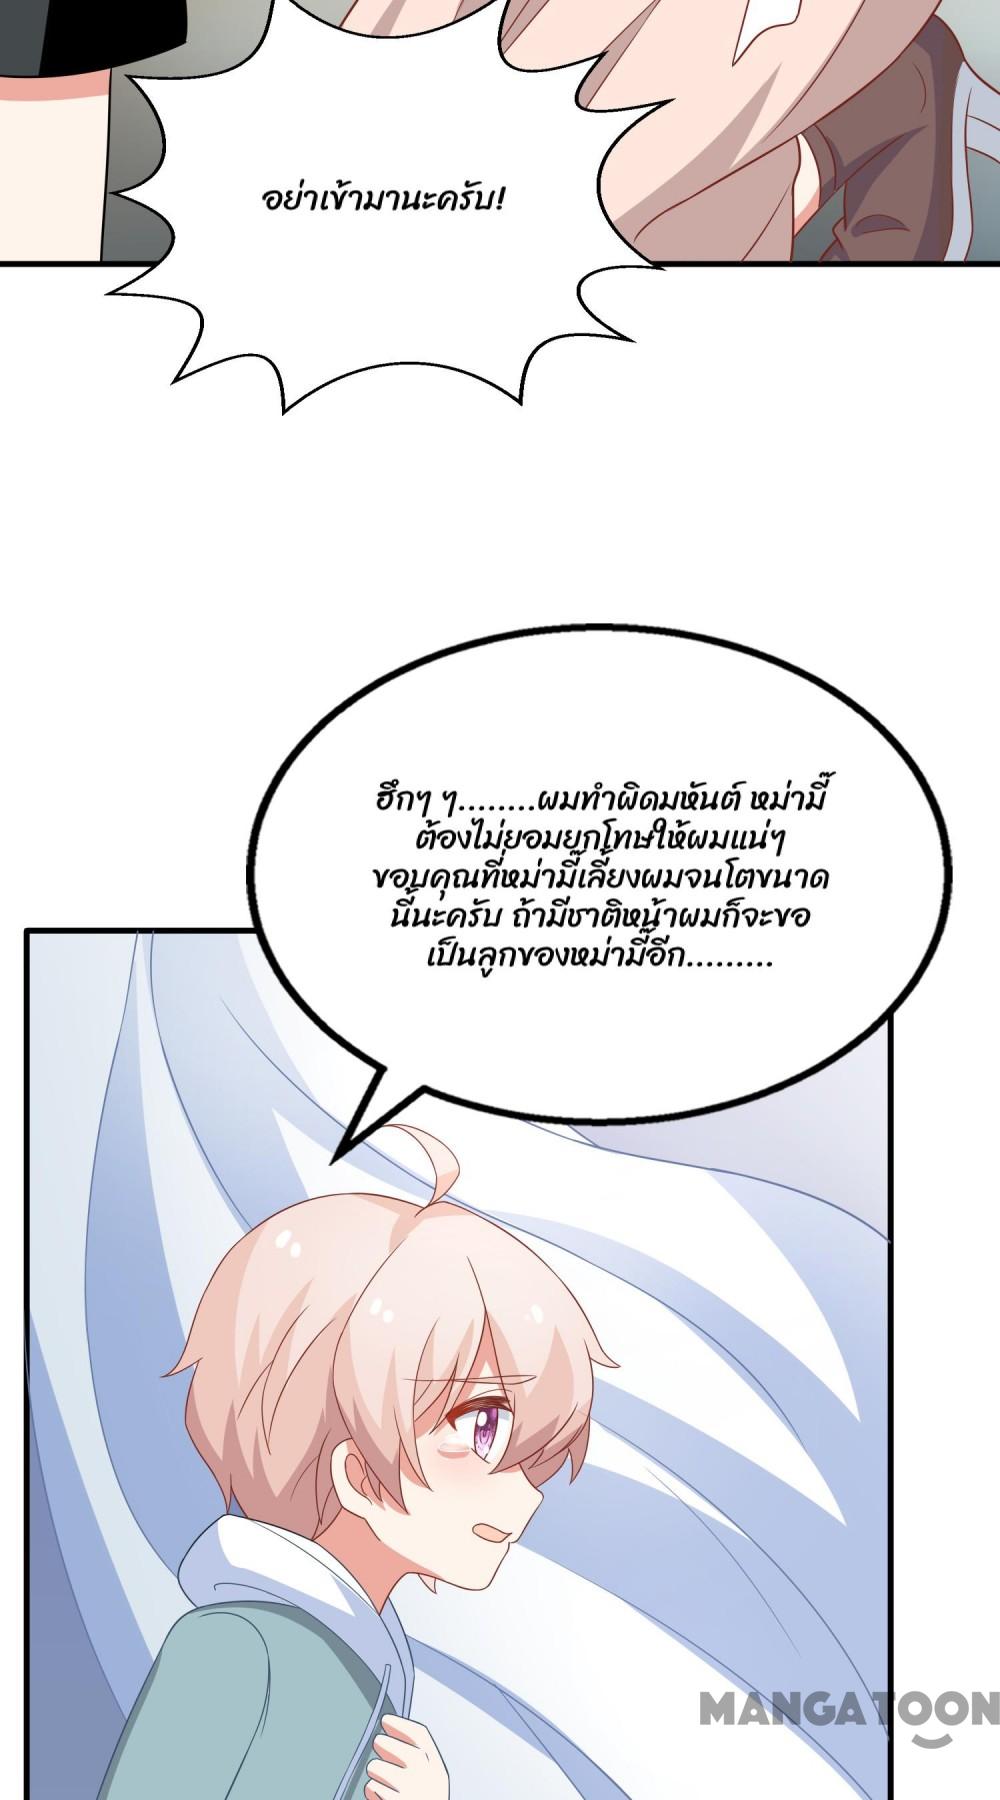 อย่าเข้ามานะครับ!
ฮึกๆ ๆ........ผมทำผิดมหันต์ หม่ามี๊
ต้องไม่ยอมยกโทษให้ผมแน่ๆ
ขอบคุณที่หม่ามี๊เลี้ยงผมจนโตขนาด
นี้นะครับ ถ้ามีชาติหน้าผมก็จะขอ
เป็นลูกของหม่ามี๊อีก.........
MANGATOON